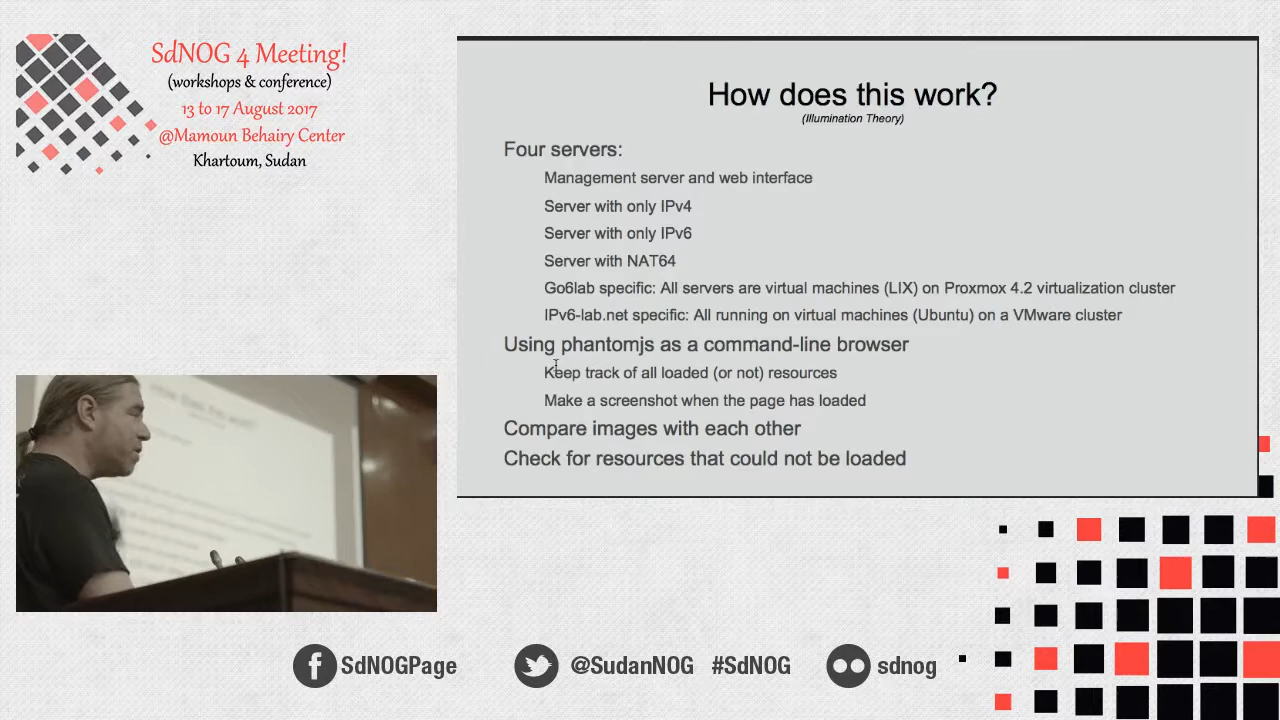 SdNOG 4 Meeting!
(workshops & conference)
13 to 17 August 2017
@Mamoun Behairy Center
Khartoum, Sudan
How does this work?
(Illumination Theory)
Four servers:
Management server and web interface
Server with only IPv4
Server with only IPv6
Server with NAT64
Go6lab specific: All servers are virtual machines (LIX) on Proxmox 4.2 virtualization cluster
IPv6-lab.net specific: All running on virtual machines (Ubuntu) on a VMware cluster
Using phantomjs as a command-line browser
Keep track of all loaded (or not) resources
Make a screenshot when the page has loaded
Compare images with each other
Check for resources that could not be loaded
SdNOGPage
@SudanNOG #SdNOG
sdnog